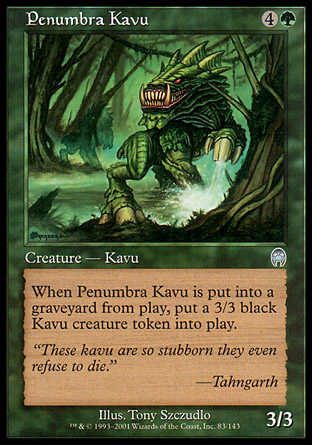 Penumbra Kavu 4
Creature — Kavu
When Penumbra Kavu is put into a
graveyard from play, put a 3/3 black
Kavu creature token into play.
“These kavu are so stubborn they even
refuse to die.”
—Tahngarth
Illus. Tony Szczudlo
™ & © 1993–2001 Wizards of the Coast, Inc. 83/143
3/3